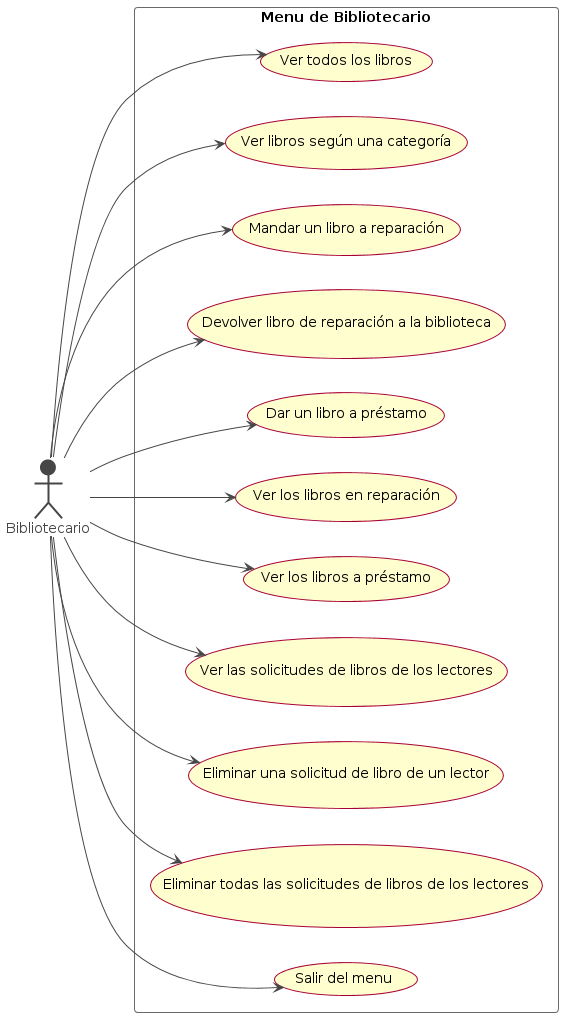 Menu de Bibliotecario
Ver todos los libros
Ver libros según una categoría
Mandar un libro a reparación
Devolver libro de reparación a la biblioteca
Dar un libro a préstamo
Ver los libros en reparación
Bibliotecario
Ver los libros a préstamo
Ver las solicitudes de libros de los lectores
Eliminar una solicitud de libro de un lector
Eliminar todas las solicitudes de libros de los lectores
Salir del menu